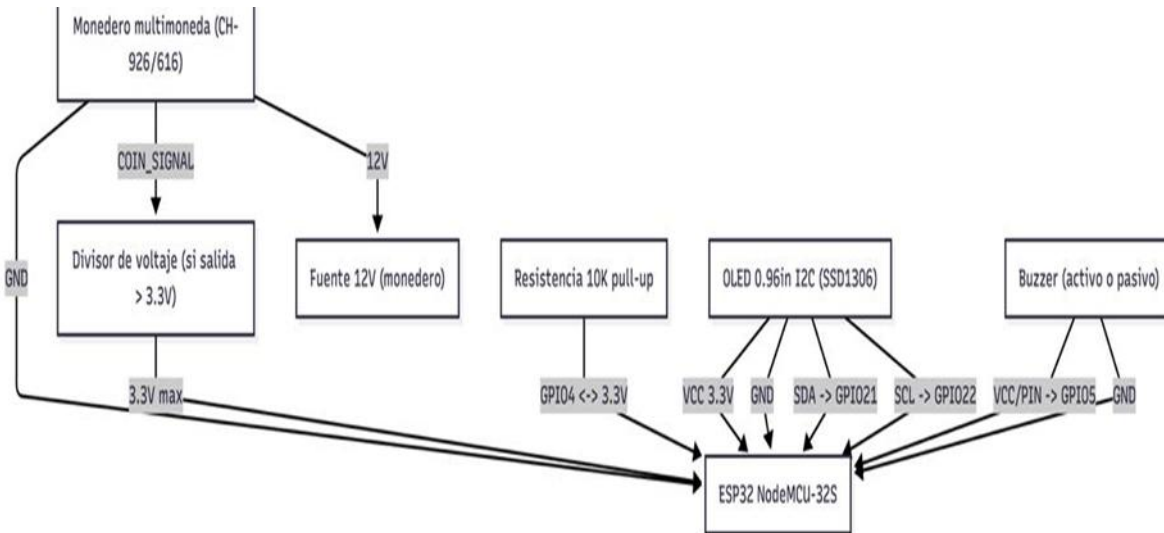 Monedero multimoneda (CH-
926/616)
COIN_SIGNAL
12V
GND
Divisor de voltaje (si salida
> 3.3V)
Fuente 12V (monedero)
Resistencia 10K pull-up
OLED 0.96in I2C (SSD1306)
Buzzer (activo o pasivo)
3.3V max
GPIO4 <-> 3.3V
VCC 3.3V
GND
SDA -> GPIO21
SCL -> GPIO22
VCC/PIN -> GPIO5
GND
ESP32 NodeMCU-32S